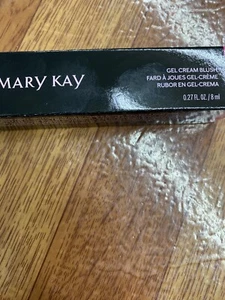 MARY KAY
GEL CREAM BLUSH
FARD À JOUES GEL-CRÈME
RUBOR EN GEL-CREMA
0.27 FL. OZ. / 8 ml